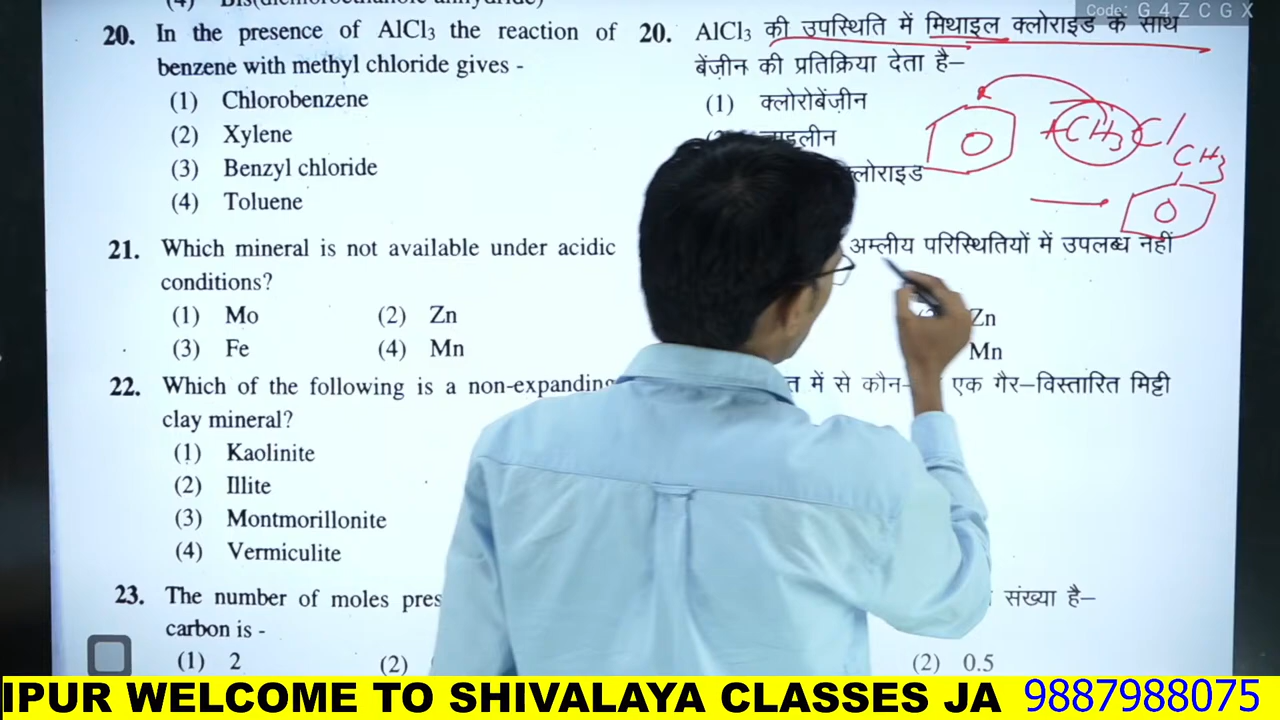 Code: G 4 Z C G X
20. In the presence of AlCl₃ the reaction of benzene with methyl chloride gives -
(1) Chlorobenzene
(2) Xylene
(3) Benzyl chloride
(4) Toluene
21. Which mineral is not available under acidic
conditions?
(1) Mo (2) Zn
(3) Fe (4) Mn
22. Which of the following is a non-expanding
clay mineral?
(1) Kaolinite
(2) Illite
(3) Montmorillonite
(4) Vermiculite
23. The number of moles
carbon is -
(1) 2 (2)
20. AlCl₃ की उपस्थिति में मिथाइल क्लोराइड के साथ
बेंज़ीन की प्रतिक्रिया देता है–
(1) क्लोरोबेंज़ीन
CH₃ Cl
CH₃
अम्लीय परिस्थितियों में उपलब्ध नहीं
Zn
Mn
में से कौन- एक गैर–विस्तारित मिट्टी
संख्या है–
(2) 0.5
IPUR WELCOME TO SHIVALAYA CLASSES JA 9887988075